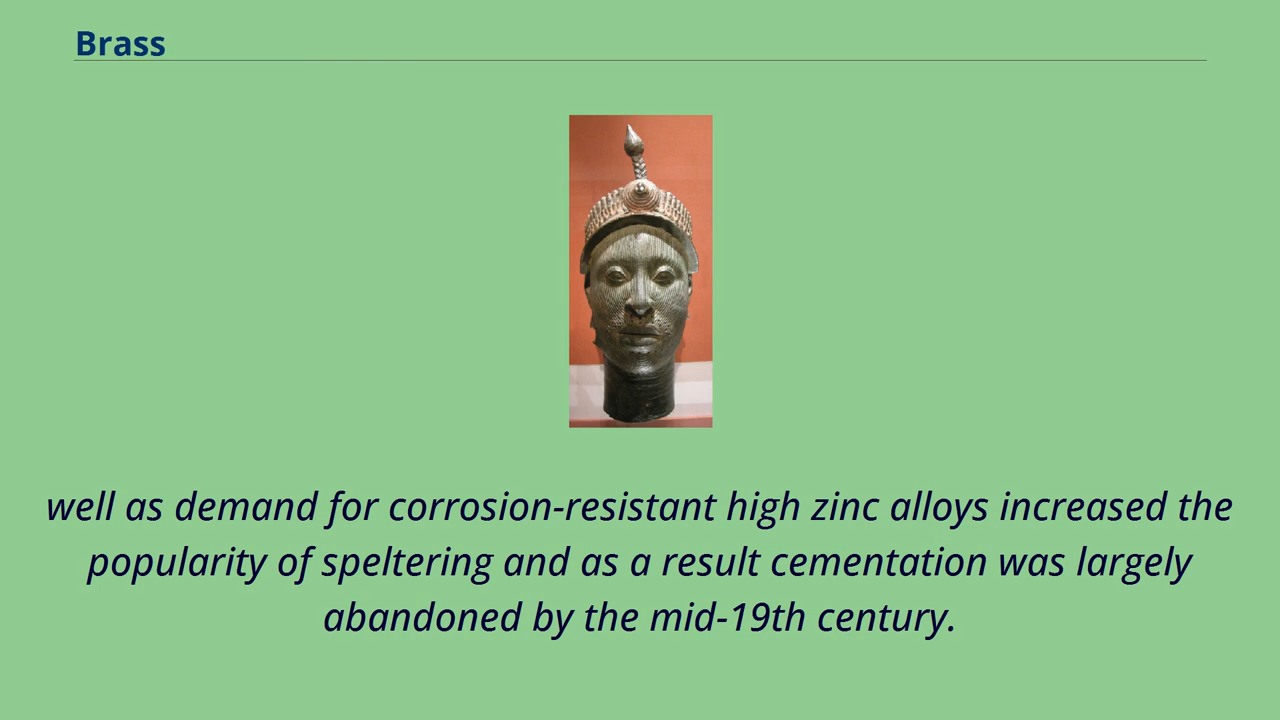 Brass
well as demand for corrosion-resistant high zinc alloys increased the
popularity of speltering and as a result cementation was largely
abandoned by the mid-19th century.